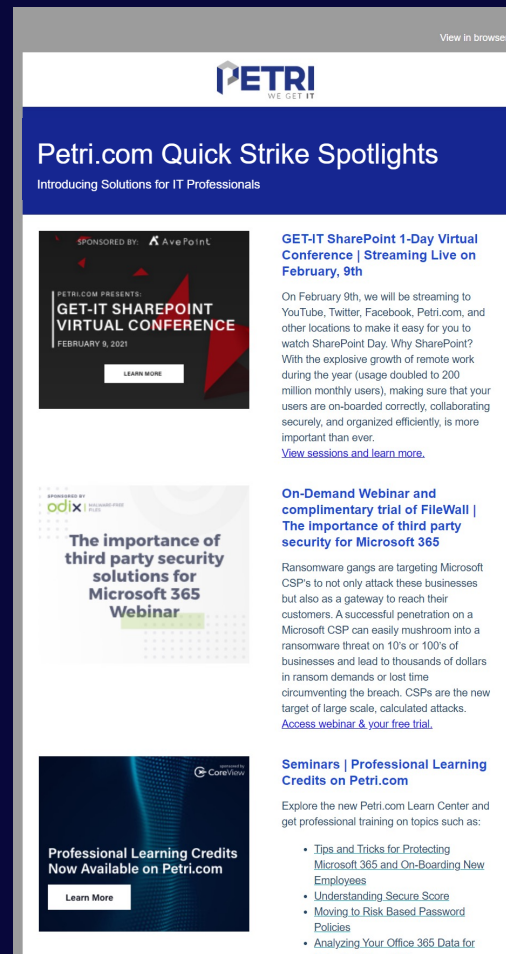 View in browser
PETRI
WE GET IT
Petri.com Quick Strike Spotlights
Introducing Solutions for IT Professionals
SPONSORED BY: AvePoint
PETRI.COM PRESENTS:
GET-IT SHAREPOINT
VIRTUAL CONFERENCE
FEBRUARY 9, 2021
LEARN MORE
GET-IT SharePoint 1-Day Virtual
Conference | Streaming Live on
February, 9th
On February 9th, we will be streaming to
YouTube, Twitter, Facebook, Petri.com, and
other locations to make it easy for you to
watch SharePoint Day. Why SharePoint?
With the explosive growth of remote work
during the year (usage doubled to 200
million monthly users), making sure that your
users are on-boarded correctly, collaborating
securely, and organized efficiently, is more
important than ever.
View sessions and learn more.
SPONSORED BY
odix MALWARE-FREE
FILES
The importance of
third party security
solutions for
Microsoft 365
Webinar
On-Demand Webinar and
complimentary trial of FileWall |
The importance of third party
security for Microsoft 365
Ransomware gangs are targeting Microsoft
CSP's to not only attack these businesses
but also as a gateway to reach their
customers. A successful penetration on a
Microsoft CSP can easily mushroom into a
ransomware threat on 10's or 100's of
businesses and lead to thousands of dollars
in ransom demands or lost time
circumventing the breach. CSPs are the new
target of large scale, calculated attacks.
Access webinar & your free trial.
sponsored by
CoreView
Professional Learning Credits
Now Available on Petri.com
Learn More
Seminars | Professional Learning
Credits on Petri.com
Explore the new Petri.com Learn Center and
get professional training on topics such as:
• Tips and Tricks for Protecting
Microsoft 365 and On-Boarding New
Employees
• Understanding Secure Score
• Moving to Risk Based Password
Policies
• Analyzing Your Office 365 Data for